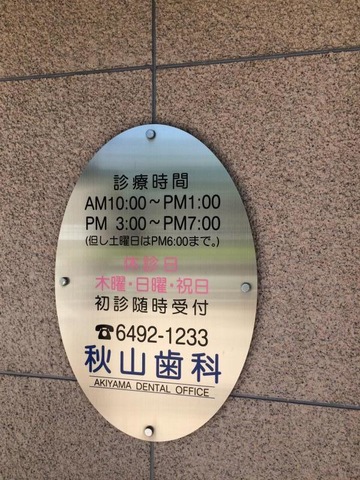 診療時間
AM10:00～PM1:00
PM 3:00～PM7:00
(但し土曜日はPM6:00まで。)
休診日
木曜・日曜・祝日
初診随時受付
☎6492-1233
秋山歯科
AKIYAMA DENTAL OFFICE